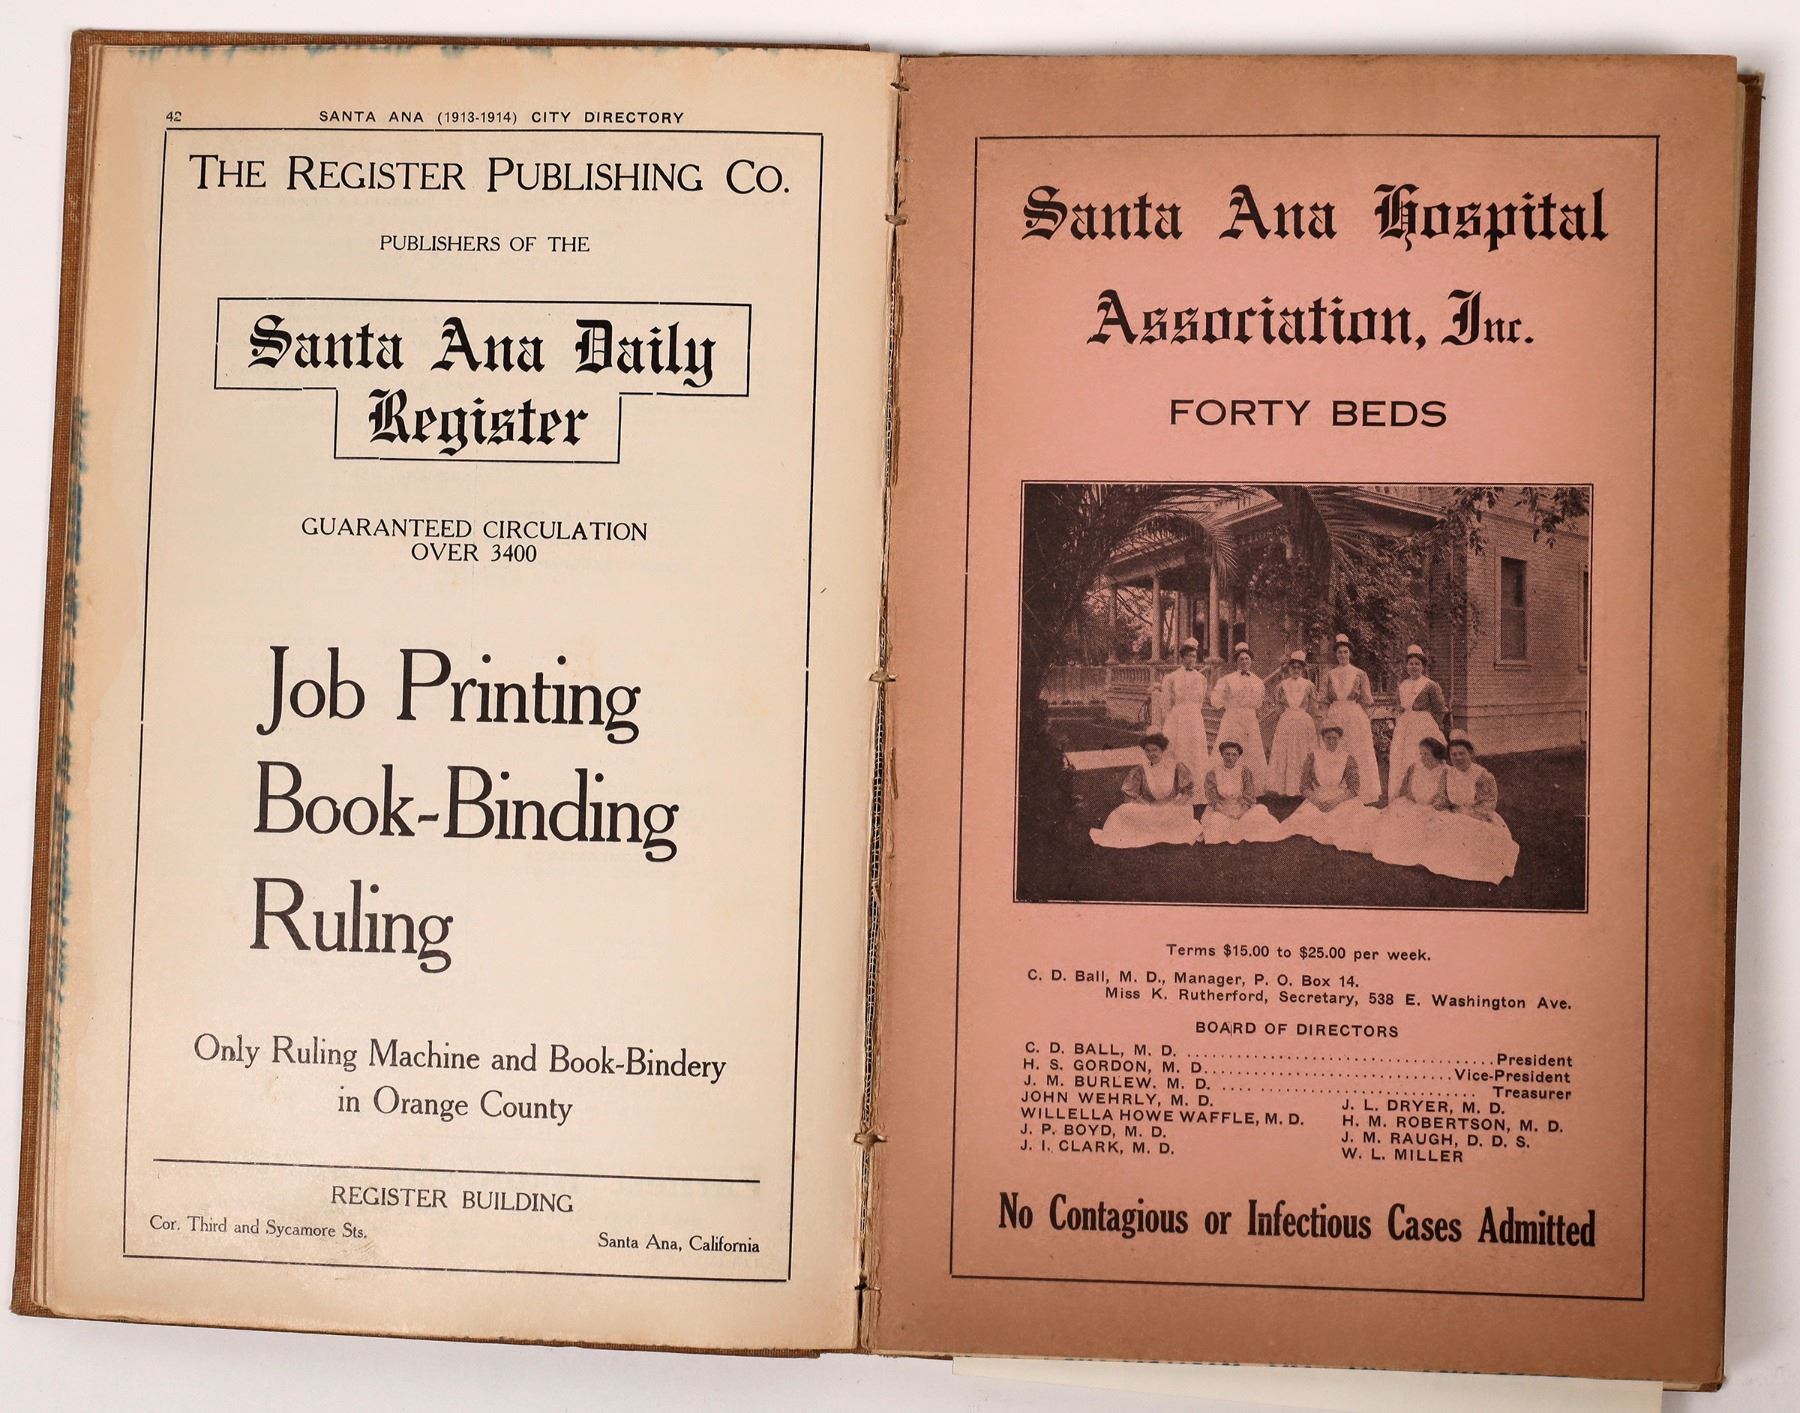 42
SANTA ANA (1913-1914) CITY DIRECTORY
THE REGISTER PUBLISHING CO.
PUBLISHERS OF THE
Santa Ana Daily
Register
GUARANTEED CIRCULATION
OVER 3400
Job Printing
Book-Binding
Ruling
Only Ruling Machine and Book-Bindery
in Orange County
REGISTER BUILDING
Cor. Third and Sycamore Sts.
Santa Ana, California
Santa Ana Hospital
Association, Inc.
FORTY BEDS
Terms $15.00 to $25.00 per week.
C. D. Ball, M. D., Manager, P. O. Box 14.
Miss K. Rutherford, Secretary, 538 E. Washington Ave.
BOARD OF DIRECTORS
C. D. BALL, M. D. ........................................President
H. S. GORDON, M. D................................Vice-President
J. M. BURLEW. M. D. .................................... Treasurer
JOHN WEHRLY, M. D.
WILLELLA HOWE WAFFLE, M. D.
J. P. BOYD, M. D.
J. I. CLARK, M. D.
J. L. DRYER, M. D.
H. M. ROBERTSON, M. D.
J. M. RAUGH, D. D. S.
W. L. MILLER
No Contagious or Infectious Cases Admitted